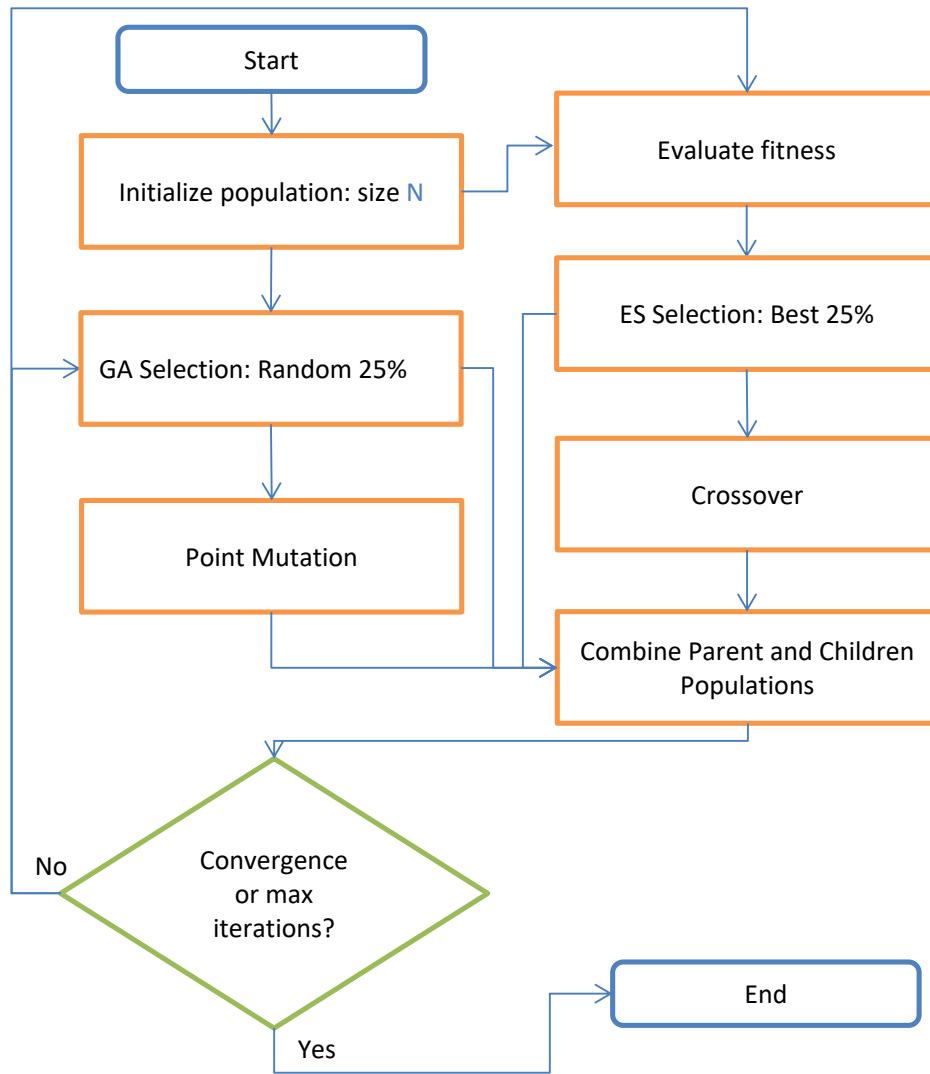 Start
Initialize population: size N
GA Selection: Random 25%
Point Mutation
Evaluate fitness
ES Selection: Best 25%
Crossover
Combine Parent and Children
Populations
No
Convergence
or max
iterations?
Yes
End